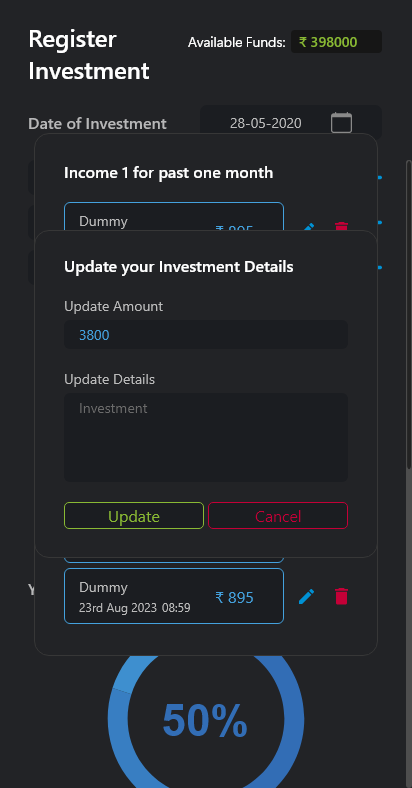 Register
Investment
Available Funds: ₹ 398000
Date of Investment 28-05-2020
Income 1 for past one month
Dummy
₹ 895
Update your Investment Details
Update Amount
3800
Update Details
Investment
Update Cancel
Dummy
23rd Aug 2023 08:59
₹ 895
50%